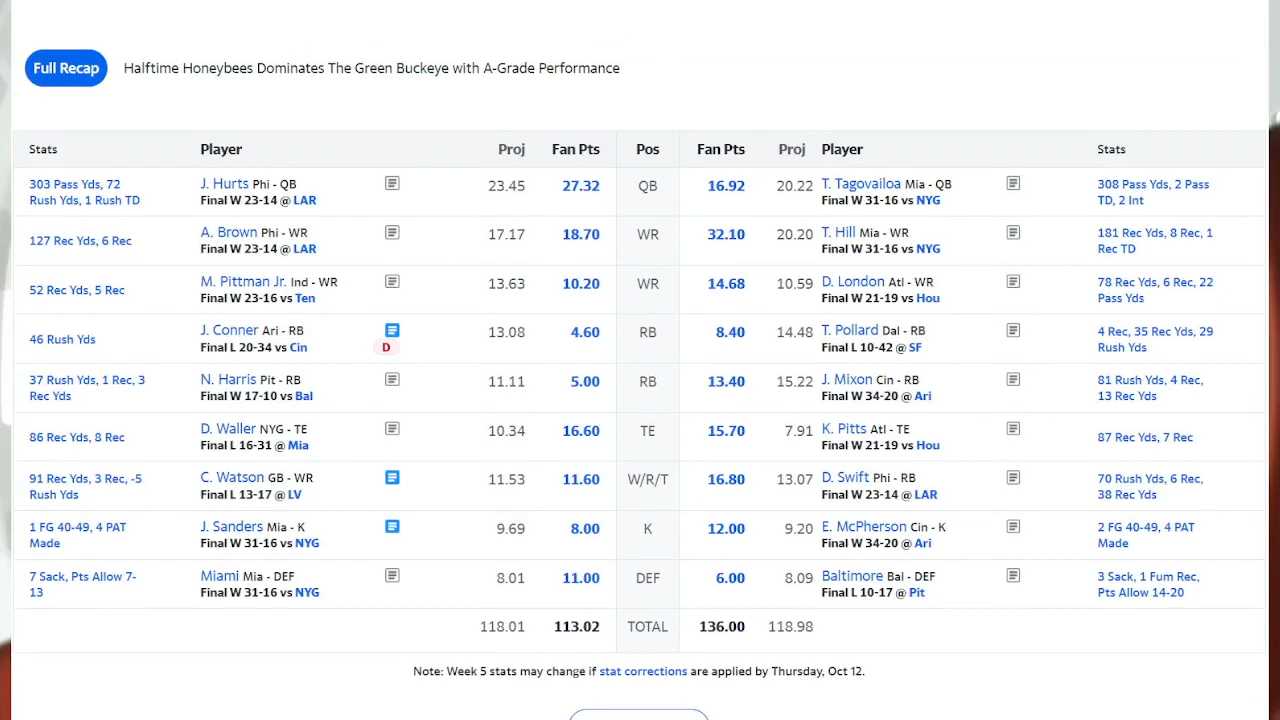 Full Recap Halftime Honeybees Dominates The Green Buckeye with A-Grade Performance
Stats Player Proj Fan Pts Pos Fan Pts Proj Player Stats
303 Pass Yds, 72 J. Hurts Phi - QB 23.45 27.32 QB 16.92 20.22 T. Tagovailoa Mia - QB 308 Pass Yds, 2 Pass
Rush Yds, 1 Rush TD Final W 23-14 @ LAR Final W 31-16 vs NYG TD, 2 Int
127 Rec Yds, 6 Rec A. Brown Phi - WR 17.17 18.70 WR 32.10 20.20 T. Hill Mia - WR 181 Rec Yds, 8 Rec, 1
Final W 23-14 @ LAR Final W 31-16 vs NYG Rec TD
52 Rec Yds, 5 Rec M. Pittman Jr. Ind - WR 13.63 10.20 WR 14.68 10.59 D. London Atl - WR 78 Rec Yds, 6 Rec, 22
Final W 23-16 vs Ten Final W 21-19 vs Hou Pass Yds
46 Rush Yds J. Conner Ari - RB 13.08 4.60 RB 8.40 14.48 T. Pollard Dal - RB 4 Rec, 35 Rec Yds, 29
Final L 20-34 vs Cin D Final L 10-42 @ SF Rush Yds
37 Rush Yds, 1 Rec, 3 N. Harris Pit - RB 11.11 5.00 RB 13.40 15.22 J. Mixon Cin - RB 81 Rush Yds, 4 Rec,
Rec Yds Final W 17-10 vs Bal Final W 34-20 @ Ari 13 Rec Yds
86 Rec Yds, 8 Rec D. Waller NYG - TE 10.34 16.60 TE 15.70 7.91 K. Pitts Atl - TE 87 Rec Yds, 7 Rec
Final L 16-31 @ Mia Final W 21-19 vs Hou
91 Rec Yds, 3 Rec, -5 C. Watson GB - WR 11.53 11.60 W/R/T 16.80 13.07 D. Swift Phi - RB 70 Rush Yds, 6 Rec,
Rush Yds Final L 13-17 @ LV Final W 23-14 @ LAR 38 Rec Yds
1 FG 40-49, 4 PAT J. Sanders Mia - K 9.69 8.00 K 12.00 9.20 E. McPherson Cin - K 2 FG 40-49, 4 PAT
Made Final W 31-16 vs NYG Final W 34-20 @ Ari Made
7 Sack, Pts Allow 7- Miami Mia - DEF 8.01 11.00 DEF 6.00 8.09 Baltimore Bal - DEF 3 Sack, 1 Fum Rec,
13 Final W 31-16 vs NYG Final L 10-17 @ Pit Pts Allow 14-20
118.01 113.02 TOTAL 136.00 118.98
Note: Week 5 stats may change if stat corrections are applied by Thursday, Oct 12.